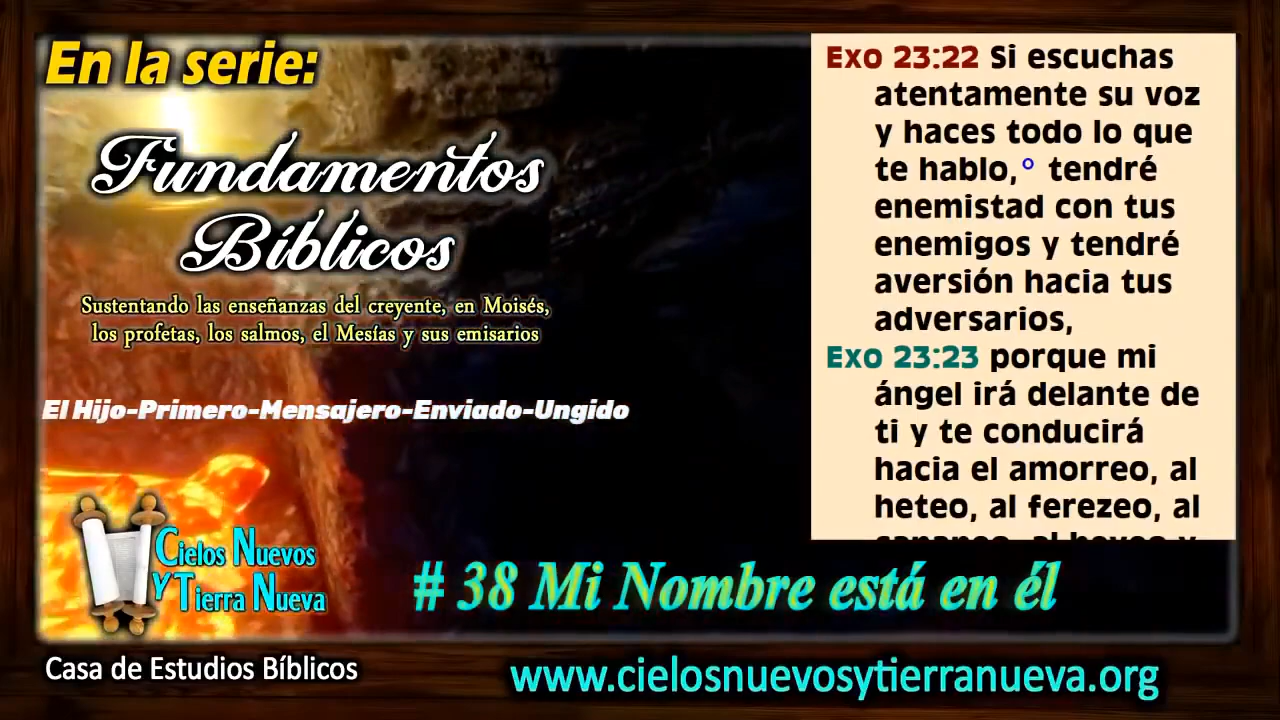 En la serie:
Fundamentos
Bíblicos
Sustentando las enseñanzas del creyente, en Moisés,
los profetas, los salmos, el Mesías y sus emisarios
El Hijo-Primero-Mensajero-Enviado-Ungido
Cielos Nuevos
Y Tierra Nueva
# 38 Mi Nombre está en él
Casa de Estudios Bíblicos
www.cielosnuevosytierranueva.org
Exo 23:22 Si escuchas
atentamente su voz
y haces todo lo que
te hablo,° tendré
enemistad con tus
enemigos y tendré
aversión hacia tus
adversarios,
Exo 23:23 porque mi
ángel irá delante de
ti y te conducirá
hacia el amorreo, al
heteo, al ferezeo, al